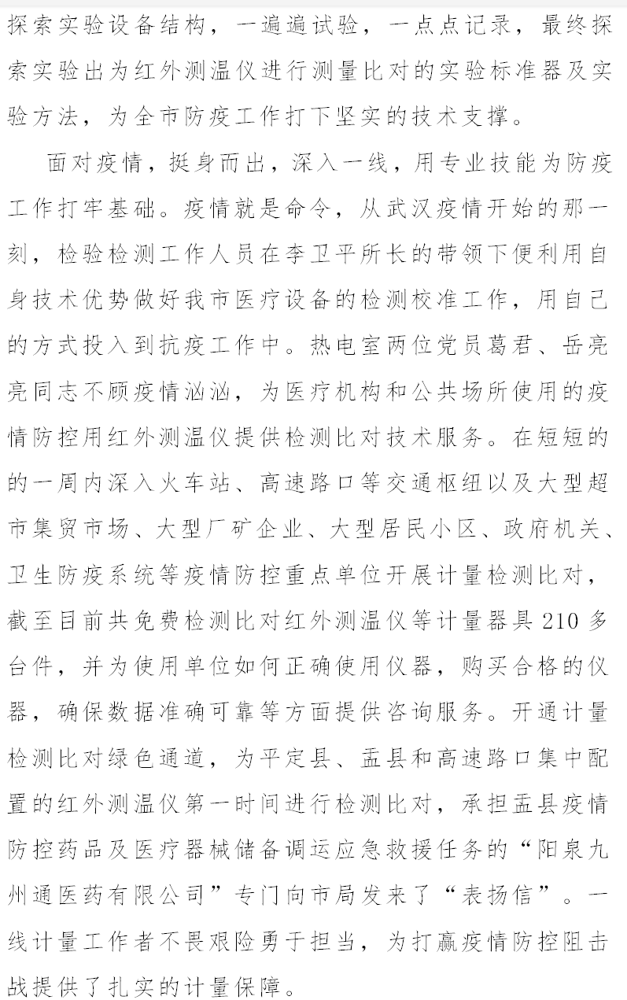 探索实验设备结构，一遍遍试验，一点点记录，最终探
索实验出为红外测温仪进行测量比对的实验标准器及实
验方法，为全市防疫工作打下坚实的技术支撑。
面对疫情，挺身而出，深入一线，用专业技能为防疫
工作打牢基础。疫情就是命令，从武汉疫情开始的那一
刻，检验检测工作人员在李卫平所长的带领下便利用自
身技术优势做好我市医疗设备的检测校准工作，用自己
的方式投入到抗疫工作中。热电室两位党员葛君、岳亮
亮同志不顾疫情汹汹，为医疗机构和公共场所使用的疫
情防控用红外测温仪提供检测比对技术服务。在短短的
的一周内深入火车站、高速路口等交通枢纽以及大型超
市集贸市场、大型厂矿企业、大型居民小区、政府机关、
卫生防疫系统等疫情防控重点单位开展计量检测比对，
截至目前共免费检测比对红外测温仪等计量器具 210 多
台件，并为使用单位如何正确使用仪器，购买合格的仪
器，确保数据准确可靠等方面提供咨询服务。开通计量
检测比对绿色通道，为平定县、盂县和高速路口集中配
置的红外测温仪第一时间进行检测比对，承担盂县疫情
防控药品及医疗器械储备调运应急救援任务的“阳泉九
州通医药有限公司”专门向市局发来了“表扬信”。一
线计量工作者不畏艰险勇于担当，为打赢疫情防控阻击
战提供了扎实的计量保障。